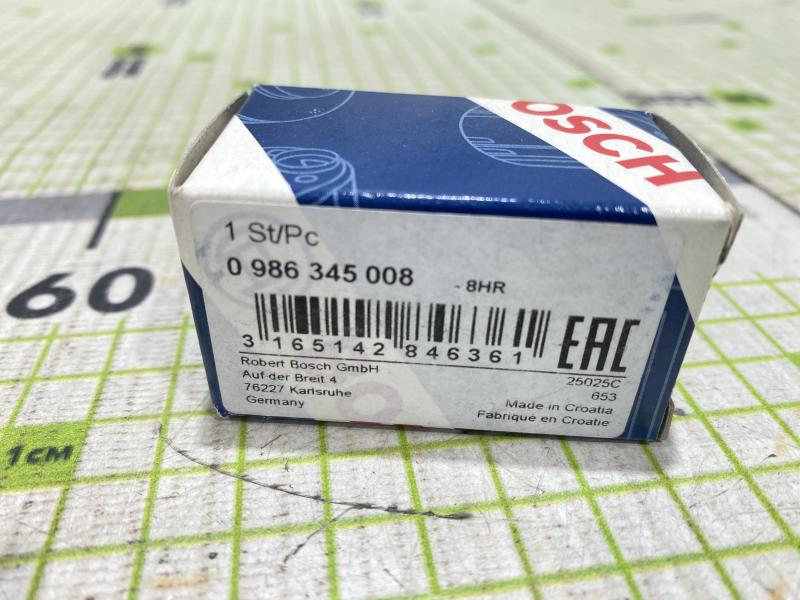 BOSCH
1 St/Pc
0 986 345 008 - 8HR
3 165142 846361
EAC
Robert Bosch GmbH
Auf der Breit 4
76227 Karlsruhe
Germany
25025C
653
Made in Croatia
Fabriqué en Croatie
60
1см